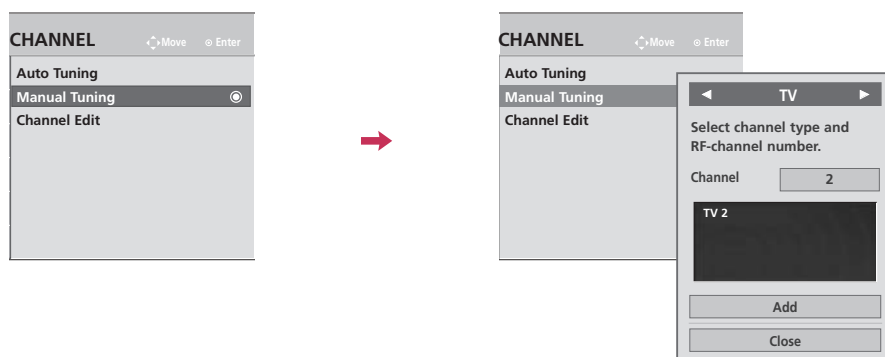 CHANNEL Move Enter
Auto Tuning
Manual Tuning
Channel Edit
CHANNEL Move Enter
Auto Tuning
Manual Tuning
Channel Edit
◄ TV ►
Select channel type and
RF-channel number.
Channel 2
TV 2
Add
Close